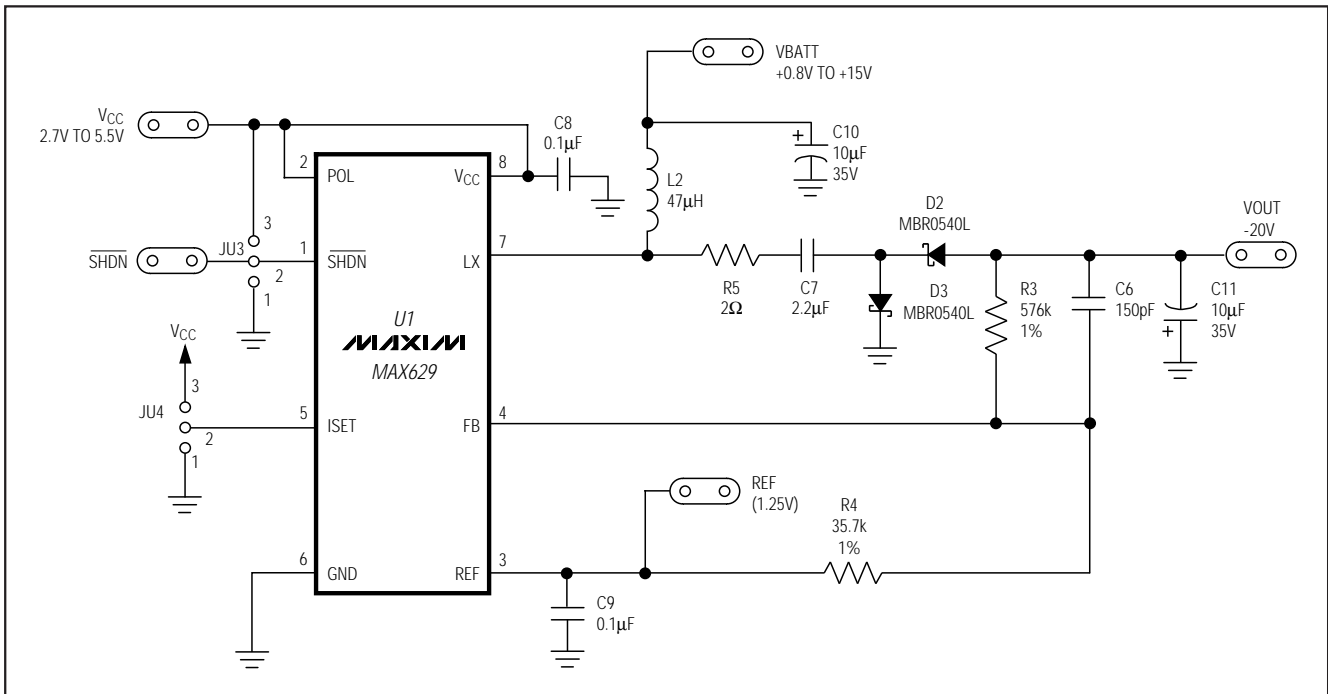 VBATT
+0.8V TO +15V
VCC
2.7V TO 5.5V
C8
0.1μF
C10
10μF
35V
+
2
POL
8
VCC
L2
47μH
3
JU3
SHDN
1
SHDN
2
1
7
LX
R5
2Ω
C7
2.2μF
D2
MBR0540L
D3
MBR0540L
R3
576k
1%
C6
150pF
C11
10μF
35V
+
VOUT
-20V
U1
MAXIM
MAX629
VCC
3
JU4
2
1
5
ISET
4
FB
REF
(1.25V)
R4
35.7k
1%
6
GND
3
REF
C9
0.1μF